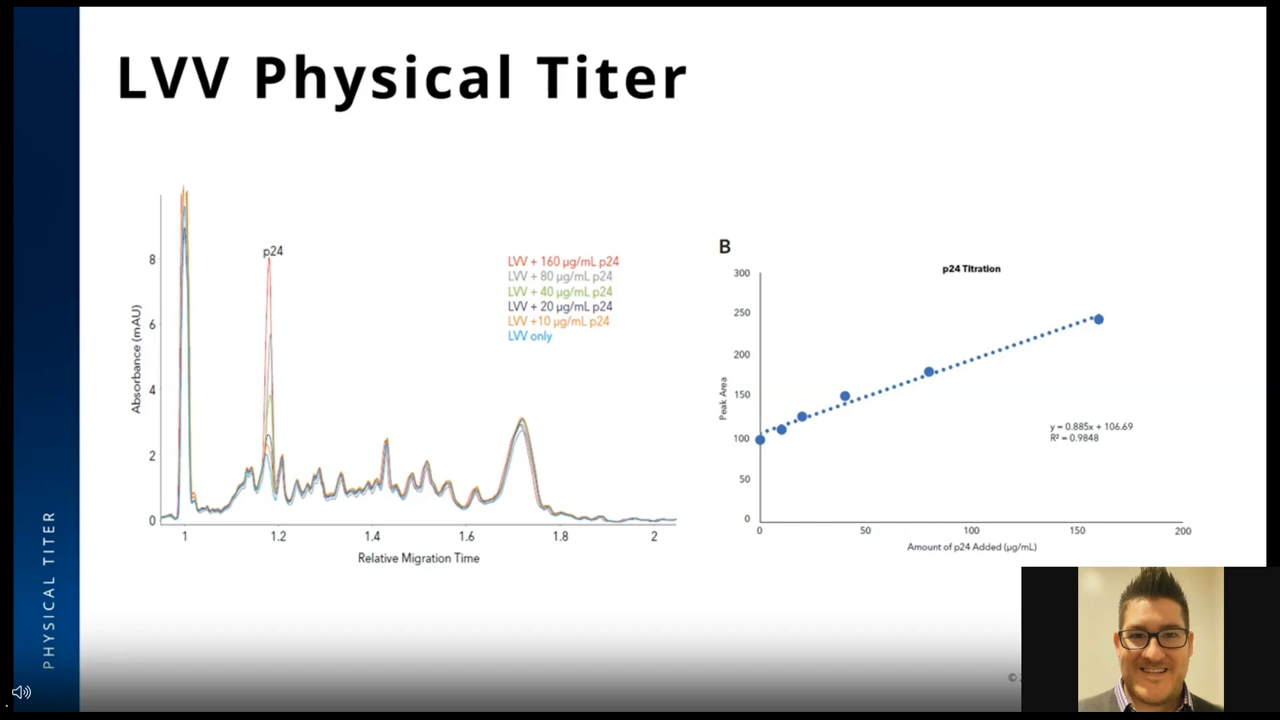 LVV Physical Titer
PHYSICAL TITER
p24
LVV + 160 µg/mL p24
LVV + 80 µg/mL p24
LVV + 40 µg/mL p24
LVV + 20 µg/mL p24
LVV +10 µg/mL p24
LVV only
Absorbance (mAU)
8
6
4
2
0
1
1.2
1.4
1.6
1.8
2
Relative Migration Time
B
p24 Titration
300
250
200
150
100
50
0
Peak Area
y = 0.885x + 106.69
R² = 0.9848
0
50
100
150
200
Amount of p24 Added (µg/mL)
©